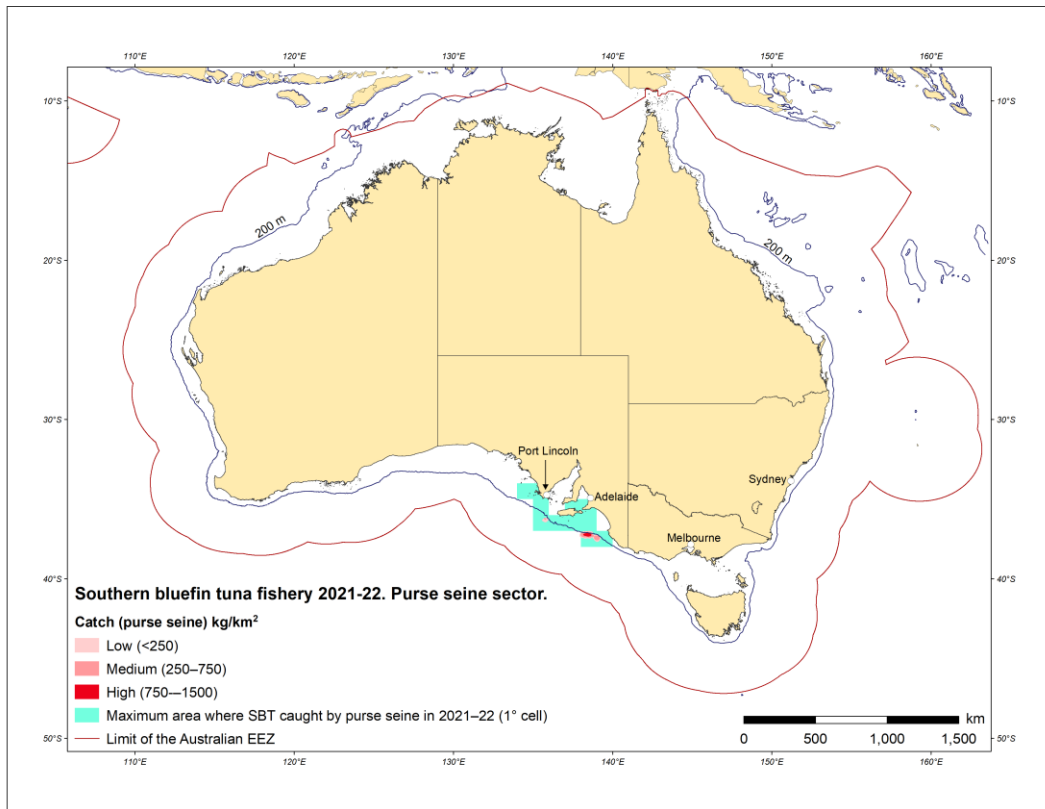 110°E 120°E 130°E 140°E 150°E 160°E
10°S 10°S
200 m 200 m
20°S 20°S
30°S 30°S
Port Lincoln
Adelaide
Sydney
Melbourne
40°S 40°S
Southern bluefin tuna fishery 2021-22. Purse seine sector.
Catch (purse seine) kg/km²
Low (<250)
Medium (250–750)
High (750-–1500)
Maximum area where SBT caught by purse seine in 2021–22 (1° cell)
Limit of the Australian EEZ
km
0 500 1,000 1,500
50°S 50°S
110°E 120°E 130°E 140°E 150°E 160°E